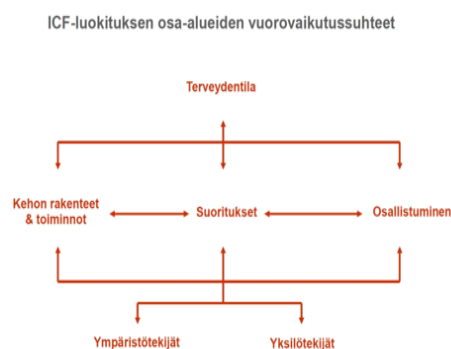 ICF-luokituksen osa-alueiden vuorovaikutussuhteet
Terveydentila
Kehon rakenteet
& toiminnot
Suoritukset
Osallistuminen
Ympäristötekijät
Yksilötekijät